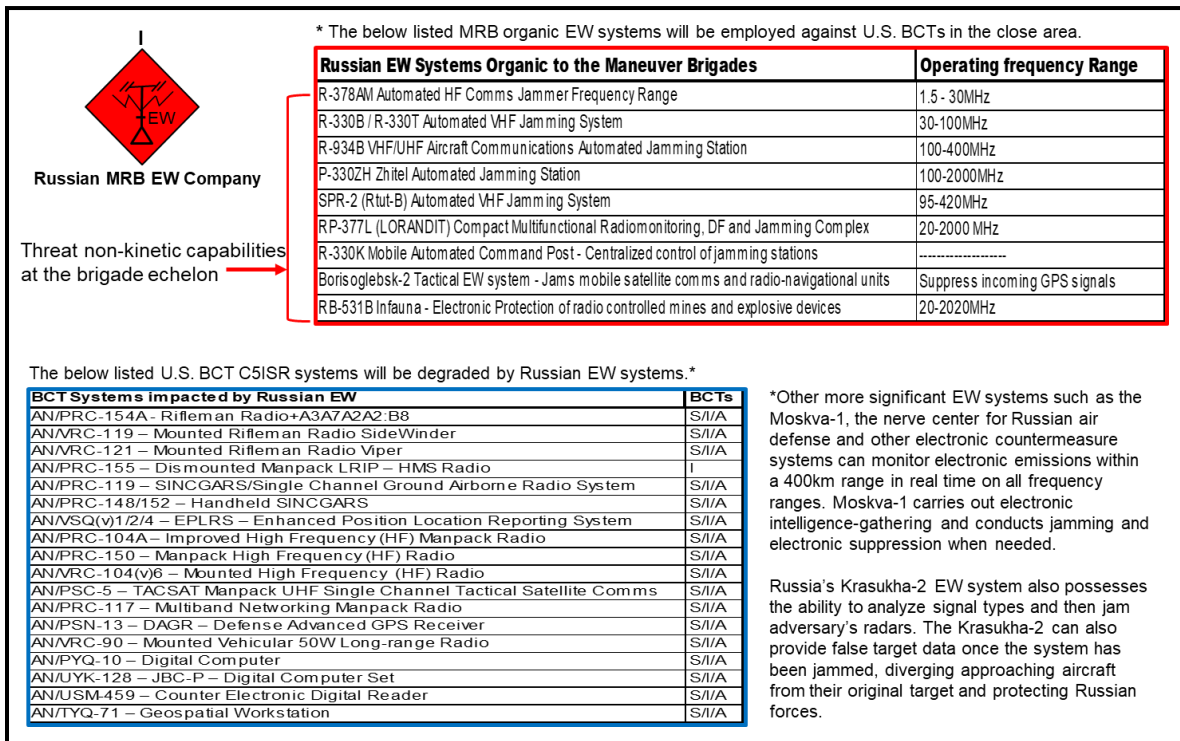 I
EW
Russian MRB EW Company
Threat non-kinetic capabilities
at the brigade echelon
* The below listed MRB organic EW systems will be employed against U.S. BCTs in the close area.
Russian EW Systems Organic to the Maneuver Brigades Operating frequency Range
R-378AM Automated HF Comms Jammer Frequency Range 1.5 - 30MHz
R-330B / R-330T Automated VHF Jamming System 30-100MHz
R-934B VHF/UHF Aircraft Communications Automated Jamming Station 100-400MHz
P-330ZH Zhitel Automated Jamming Station 100-2000MHz
SPR-2 (Rtut-B) Automated VHF Jamming System 95-420MHz
RP-377L (LORANDIT) Compact Multifunctional Radiomonitoring, DF and Jamming Complex 20-2000 MHz
R-330K Mobile Automated Command Post - Centralized control of jamming stations -------------------
Borisoglebsk-2 Tactical EW system - Jams mobile satellite comms and radio-navigational units Suppress incoming GPS signals
RB-531B Infauna - Electronic Protection of radio controlled mines and explosive devices 20-2020MHz
The below listed U.S. BCT C5ISR systems will be degraded by Russian EW systems.*
BCT Systems impacted by Russian EW BCTs
AN/PRC-154A - Rifleman Radio+A3A7A2A2:B8 S/I/A
AN/VRC-119 – Mounted Rifleman Radio SideWinder S/I/A
AN/VRC-121 – Mounted Rifleman Radio Viper S/I/A
AN/PRC-155 – Dismounted Manpack LRIP – HMS Radio I
AN/PRC-119 – SINCGARS/Single Channel Ground Airborne Radio System S/I/A
AN/PRC-148/152 – Handheld SINCGARS S/I/A
AN/VSQ(v)1/2/4 – EPLRS – Enhanced Position Location Reporting System S/I/A
AN/PRC-104A – Improved High Frequency (HF) Manpack Radio S/I/A
AN/PRC-150 – Manpack High Frequency (HF) Radio S/I/A
AN/VRC-104(v)6 – Mounted High Frequency (HF) Radio S/I/A
AN/PSC-5 – TACSAT Manpack UHF Single Channel Tactical Satellite Comms S/I/A
AN/PRC-117 – Multiband Networking Manpack Radio S/I/A
AN/PSN-13 – DAGR – Defense Advanced GPS Receiver S/I/A
AN/VRC-90 – Mounted Vehicular 50W Long-range Radio S/I/A
AN/PYQ-10 – Digital Computer S/I/A
AN/UYK-128 – JBC-P – Digital Computer Set S/I/A
AN/USM-459 – Counter Electronic Digital Reader S/I/A
AN/TYQ-71 – Geospatial Workstation S/I/A
*Other more significant EW systems such as the
Moskva-1, the nerve center for Russian air
defense and other electronic countermeasure
systems can monitor electronic emissions within
a 400km range in real time on all frequency
ranges. Moskva-1 carries out electronic
intelligence-gathering and conducts jamming and
electronic suppression when needed.
Russia's Krasukha-2 EW system also possesses
the ability to analyze signal types and then jam
adversary's radars. The Krasukha-2 can also
provide false target data once the system has
been jammed, diverging approaching aircraft
from their original target and protecting Russian
forces.